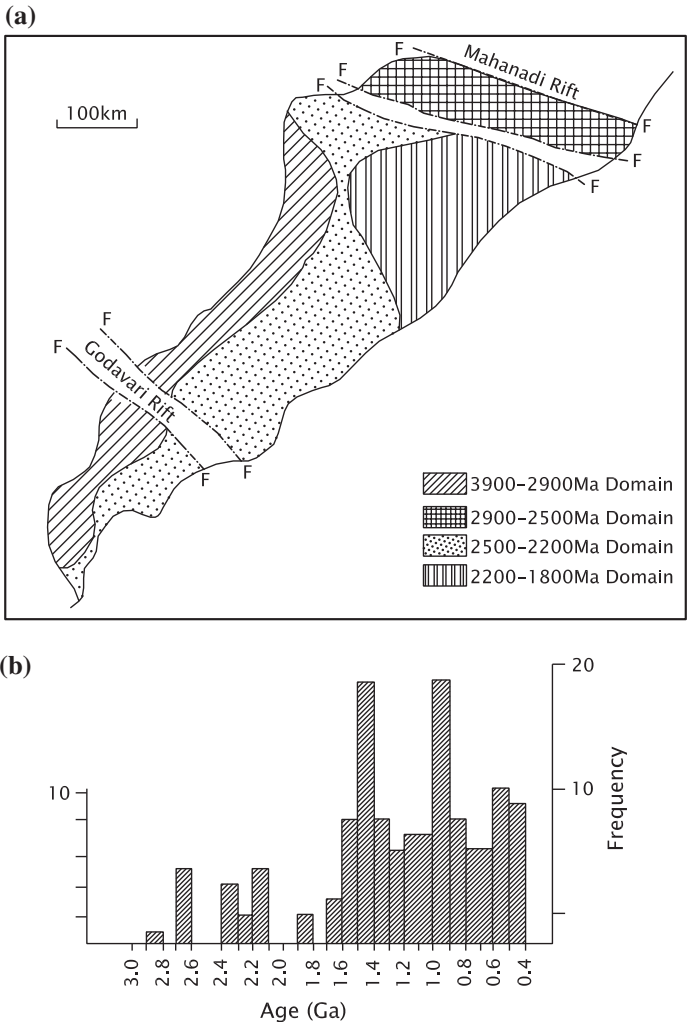 (a)
F
Mahanadi Rift
F
F
100km
F
F
F
F
F
Godavari Rift
F
F
3900–2900Ma Domain
2900–2500Ma Domain
2500–2200Ma Domain
2200–1800Ma Domain
(b)
20
10
10
Frequency
3.0
2.8
2.6
2.4
2.2
2.0
1.8
1.6
1.4
1.2
1.0
0.8
0.6
0.4
Age (Ga)